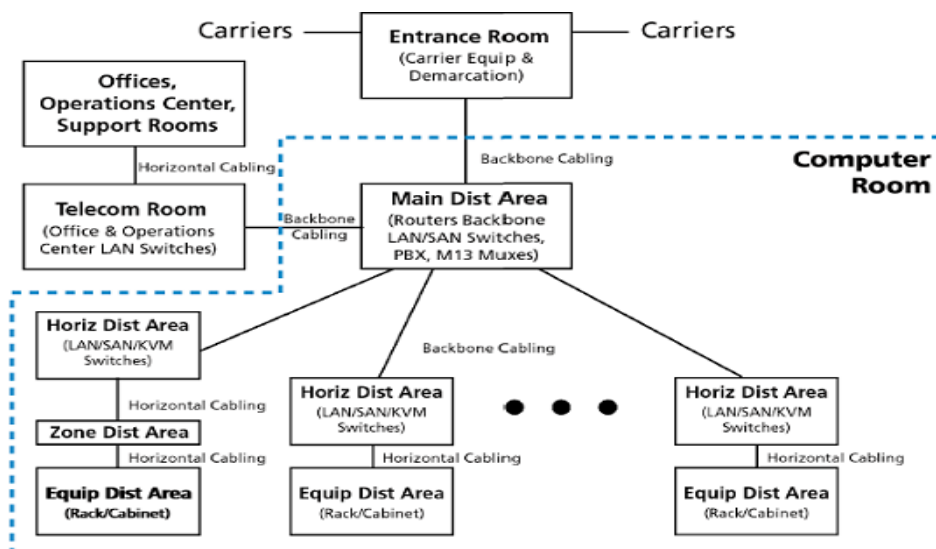 Carriers
Entrance Room
(Carrier Equip &
Demarcation)
Carriers
Offices,
Operations Center,
Support Rooms
Horizontal Cabling
Backbone Cabling
Computer
Room
Telecom Room
(Office & Operations
Center LAN Switches)
Backbone
Cabling
Main Dist Area
(Routers Backbone
LAN/SAN Switches,
PBX, M13 Muxes)
Horiz Dist Area
(LAN/SAN/KVM
Switches)
Backbone Cabling
Horizontal Cabling
Zone Dist Area
Horizontal Cabling
Equip Dist Area
(Rack/Cabinet)
Horiz Dist Area
(LAN/SAN/KVM
Switches)
Horizontal Cabling
Equip Dist Area
(Rack/Cabinet)
Horiz Dist Area
(LAN/SAN/KVM
Switches)
Horizontal Cabling
Equip Dist Area
(Rack/Cabinet)